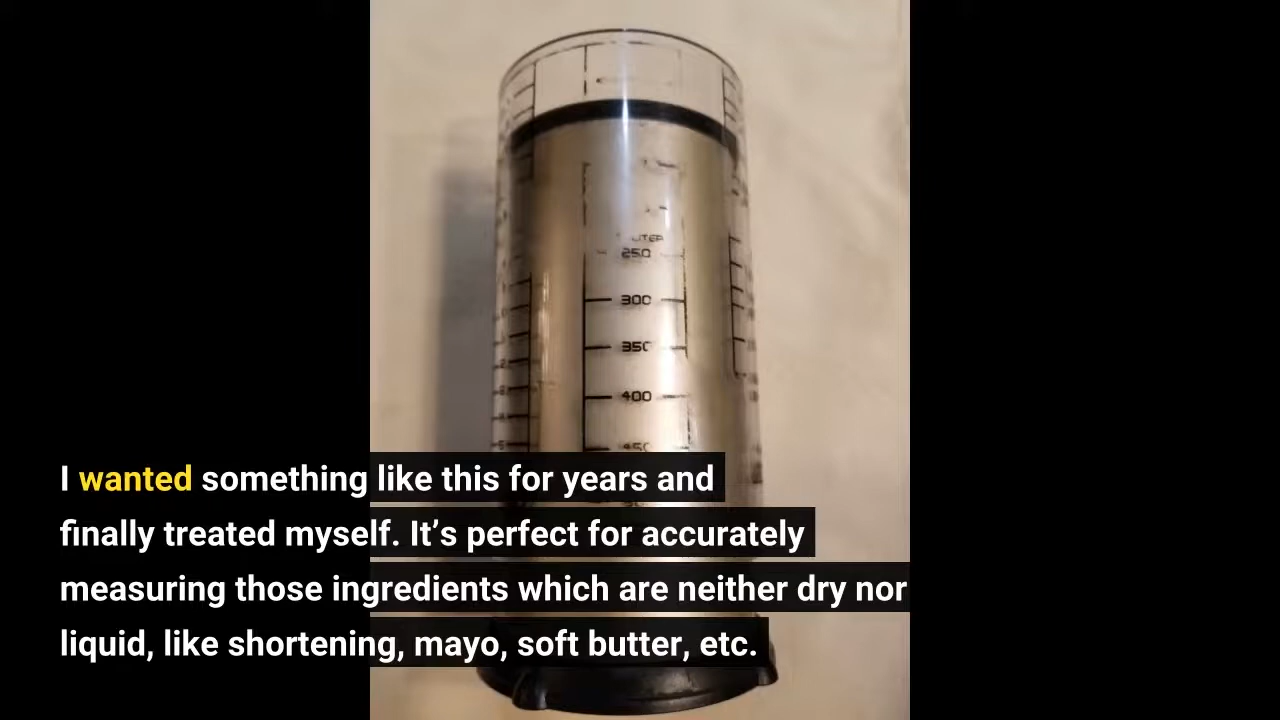 250
300
350
400
I wanted something like this for years and
finally treated myself. It’s perfect for accurately
measuring those ingredients which are neither dry nor
liquid, like shortening, mayo, soft butter, etc.